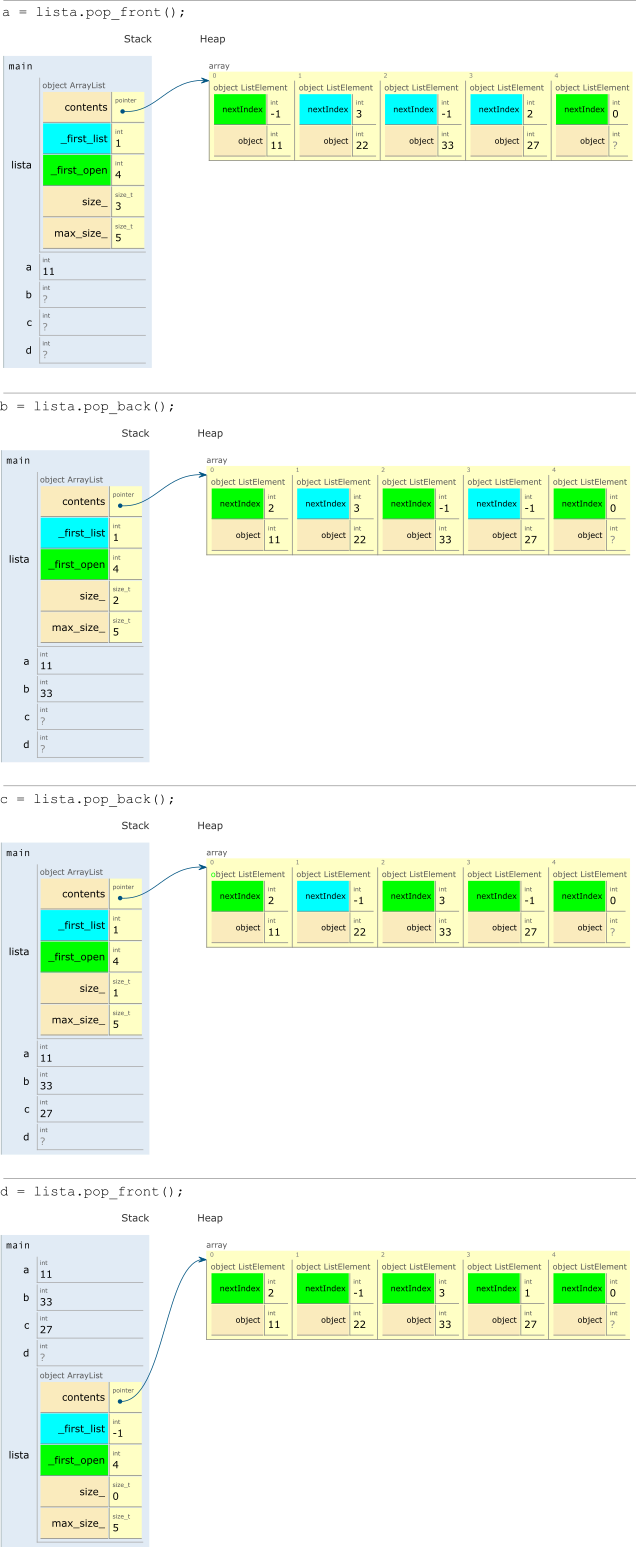 a = lista.pop_front();
Stack Heap
main
array
0 1 2 3 4
object ArrayList
object ListElement object ListElement object ListElement object ListElement object ListElement
contents pointer
nextIndex int -1 nextIndex int 3 nextIndex int -1 nextIndex int 2 nextIndex int 0
_first_list int 1
object int 11 object int 22 object int 33 object int 27 object int ?
lista
_first_open int 4
size_ size_t 3
max_size_ size_t 5
a int 11
b int ?
c int ?
d int ?
b = lista.pop_back();
Stack Heap
main
array
0 1 2 3 4
object ArrayList
object ListElement object ListElement object ListElement object ListElement object ListElement
contents pointer
nextIndex int 2 nextIndex int 3 nextIndex int -1 nextIndex int -1 nextIndex int 0
_first_list int 1
object int 11 object int 22 object int 33 object int 27 object int ?
lista
_first_open int 4
size_ size_t 2
max_size_ size_t 5
a int 11
b int 33
c int ?
d int ?
c = lista.pop_back();
Stack Heap
main
array
0 1 2 3 4
object ArrayList
object ListElement object ListElement object ListElement object ListElement object ListElement
contents pointer
nextIndex int 2 nextIndex int -1 nextIndex int 3 nextIndex int -1 nextIndex int 0
_first_list int 1
object int 11 object int 22 object int 33 object int 27 object int ?
lista
_first_open int 4
size_ size_t 1
max_size_ size_t 5
a int 11
b int 33
c int 27
d int ?
d = lista.pop_front();
Stack Heap
main
array
0 1 2 3 4
a int 11
object ListElement object ListElement object ListElement object ListElement object ListElement
b int 33
nextIndex int 2 nextIndex int -1 nextIndex int 3 nextIndex int 1 nextIndex int 0
c int 27
object int 11 object int 22 object int 33 object int 27 object int ?
d int ?
object ArrayList
contents pointer
_first_list int -1
lista
_first_open int 4
size_ size_t 0
max_size_ size_t 5